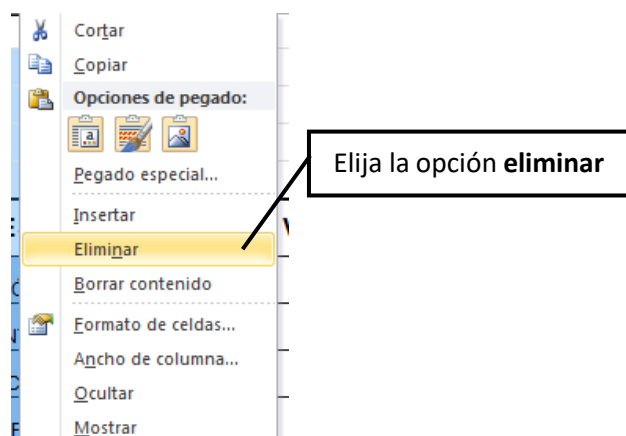 Cortar
Copiar
Opciones de pegado:
a
Pegado especial...
Insertar
Eliminar
Borrar contenido
Formato de celdas...
Ancho de columna...
Ocultar
Mostrar
Elija la opción eliminar